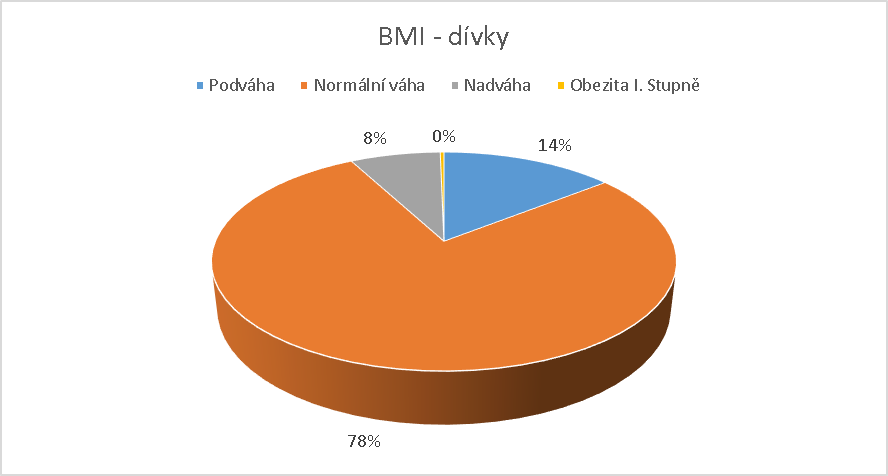 BMI - dívky
Podváha Normální váha Nadváha Obezita I. Stupně
0%
8%
14%
78%